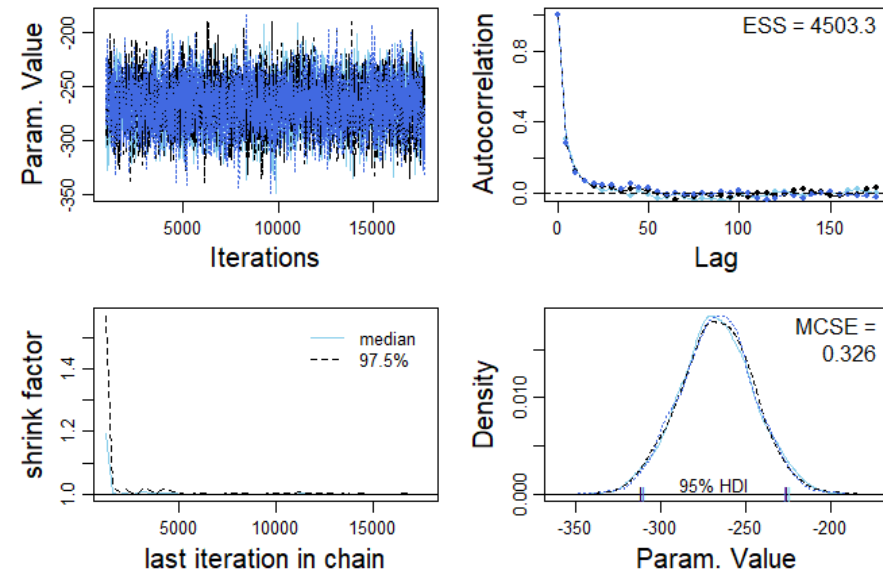 Param. Value
-350 -300 -250 -200
5000 10000 15000
Iterations
Autocorrelation
0.0 0.4 0.8
ESS = 4503.3
0 50 100 150
Lag
shrink factor
1.0 1.2 1.4
median
97.5%
5000 10000 15000
last iteration in chain
Density
0.000 0.010
MCSE =
0.326
95% HDI
-350 -300 -250 -200
Param. Value